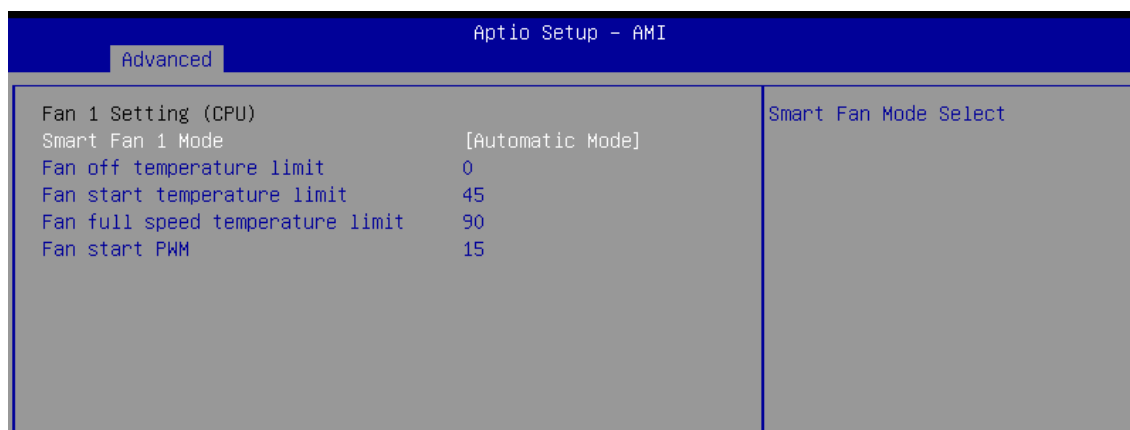 Aptio Setup – AMI
Advanced
Fan 1 Setting (CPU)
Smart Fan 1 Mode [Automatic Mode]
Fan off temperature limit 0
Fan start temperature limit 45
Fan full speed temperature limit 90
Fan start PWM 15
Smart Fan Mode Select